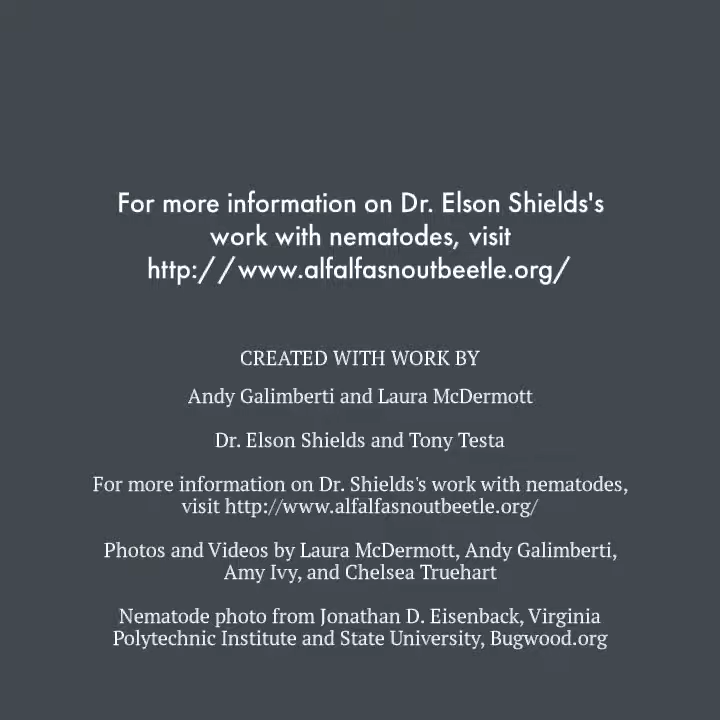 For more information on Dr. Elson Shields's
work with nematodes, visit
http://www.alfalfasnoutbeetle.org/
CREATED WITH WORK BY
Andy Galimberti and Laura McDermott
Dr. Elson Shields and Tony Testa
For more information on Dr. Shields's work with nematodes,
visit http://www.alfalfasnoutbeetle.org/
Photos and Videos by Laura McDermott, Andy Galimberti,
Amy Ivy, and Chelsea Truehart
Nematode photo from Jonathan D. Eisenback, Virginia
Polytechnic Institute and State University, Bugwood.org